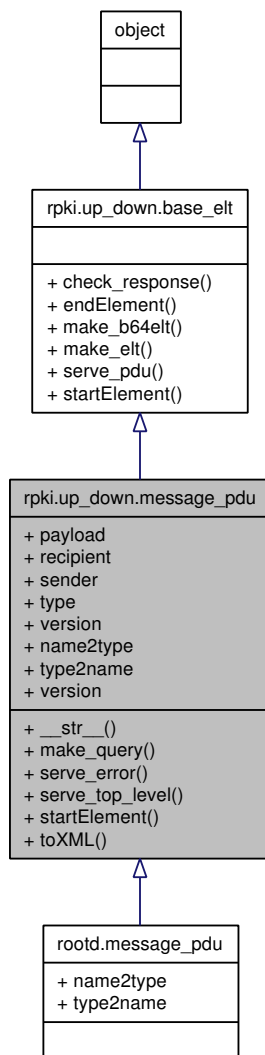 object
rpki.up_down.base_elt
+ check_response()
+ endElement()
+ make_b64elt()
+ make_elt()
+ serve_pdu()
+ startElement()
rpki.up_down.message_pdu
+ payload
+ recipient
+ sender
+ type
+ version
+ name2type
+ type2name
+ version
+ __str__()
+ make_query()
+ serve_error()
+ serve_top_level()
+ startElement()
+ toXML()
rootd.message_pdu
+ name2type
+ type2name